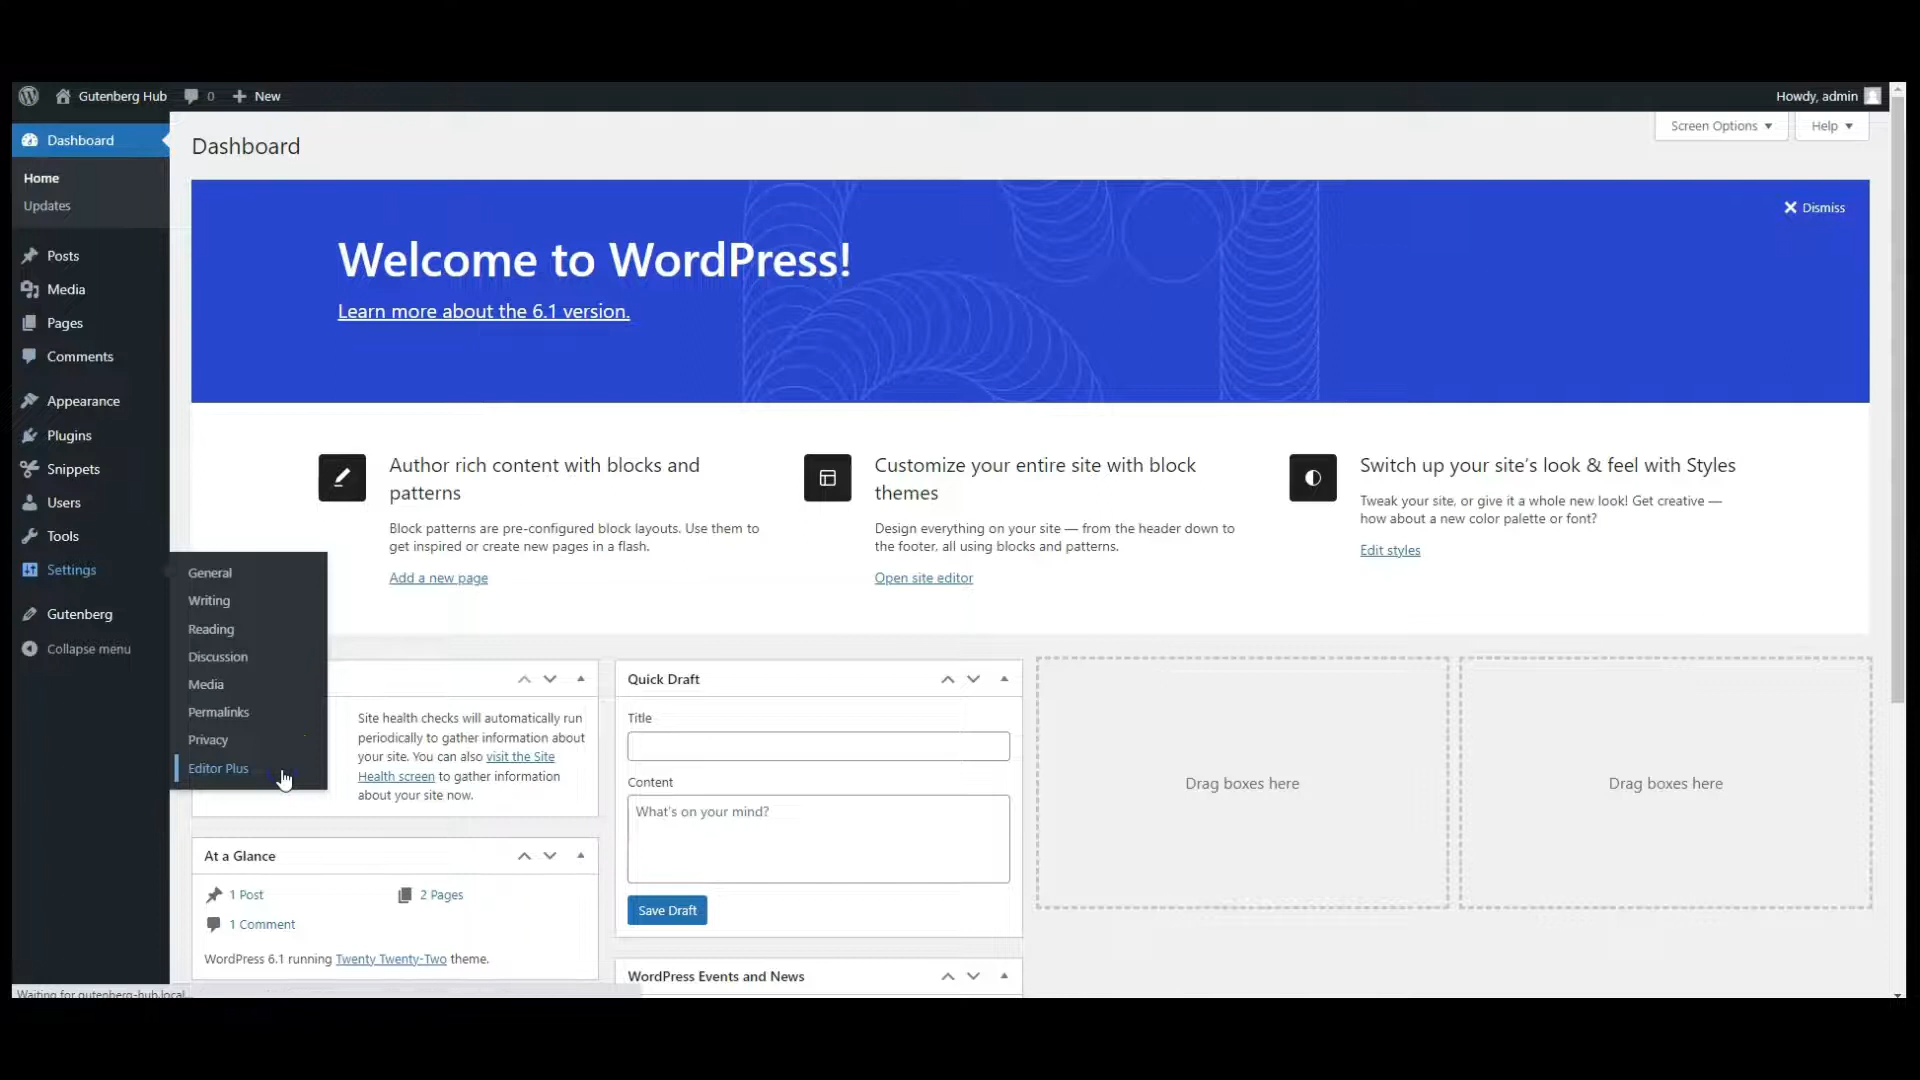 Gutenberg Hub 0 New Howdy, admin
Screen Options Help
Dashboard
Home
Updates
Posts
Media
Pages
Comments
Appearance
Plugins
Snippets
Users
Tools
Settings
Gutenberg
Collapse menu
General
Writing
Reading
Discussion
Media
Permalinks
Privacy
Editor Plus
Dashboard
Dismiss
Welcome to WordPress!
Learn more about the 6.1 version.
Author rich content with blocks and
patterns
Block patterns are pre-configured block layouts. Use them to
get inspired or create new pages in a flash.
Add a new page
Customize your entire site with block
themes
Design everything on your site — from the header down to
the footer, all using blocks and patterns.
Open site editor
Switch up your site's look & feel with Styles
Tweak your site, or give it a whole new look! Get creative —
how about a new color palette or font?
Edit styles
Site health checks will automatically run
periodically to gather information about
your site. You can also visit the Site
Health screen to gather information
about your site now.
At a Glance
1 Post 2 Pages
1 Comment
WordPress 6.1 running Twenty Twenty-Two theme.
Quick Draft
Title
Content
What's on your mind?
Save Draft
WordPress Events and News
Drag boxes here
Drag boxes here
Waiting for gutenberg-hub.local...